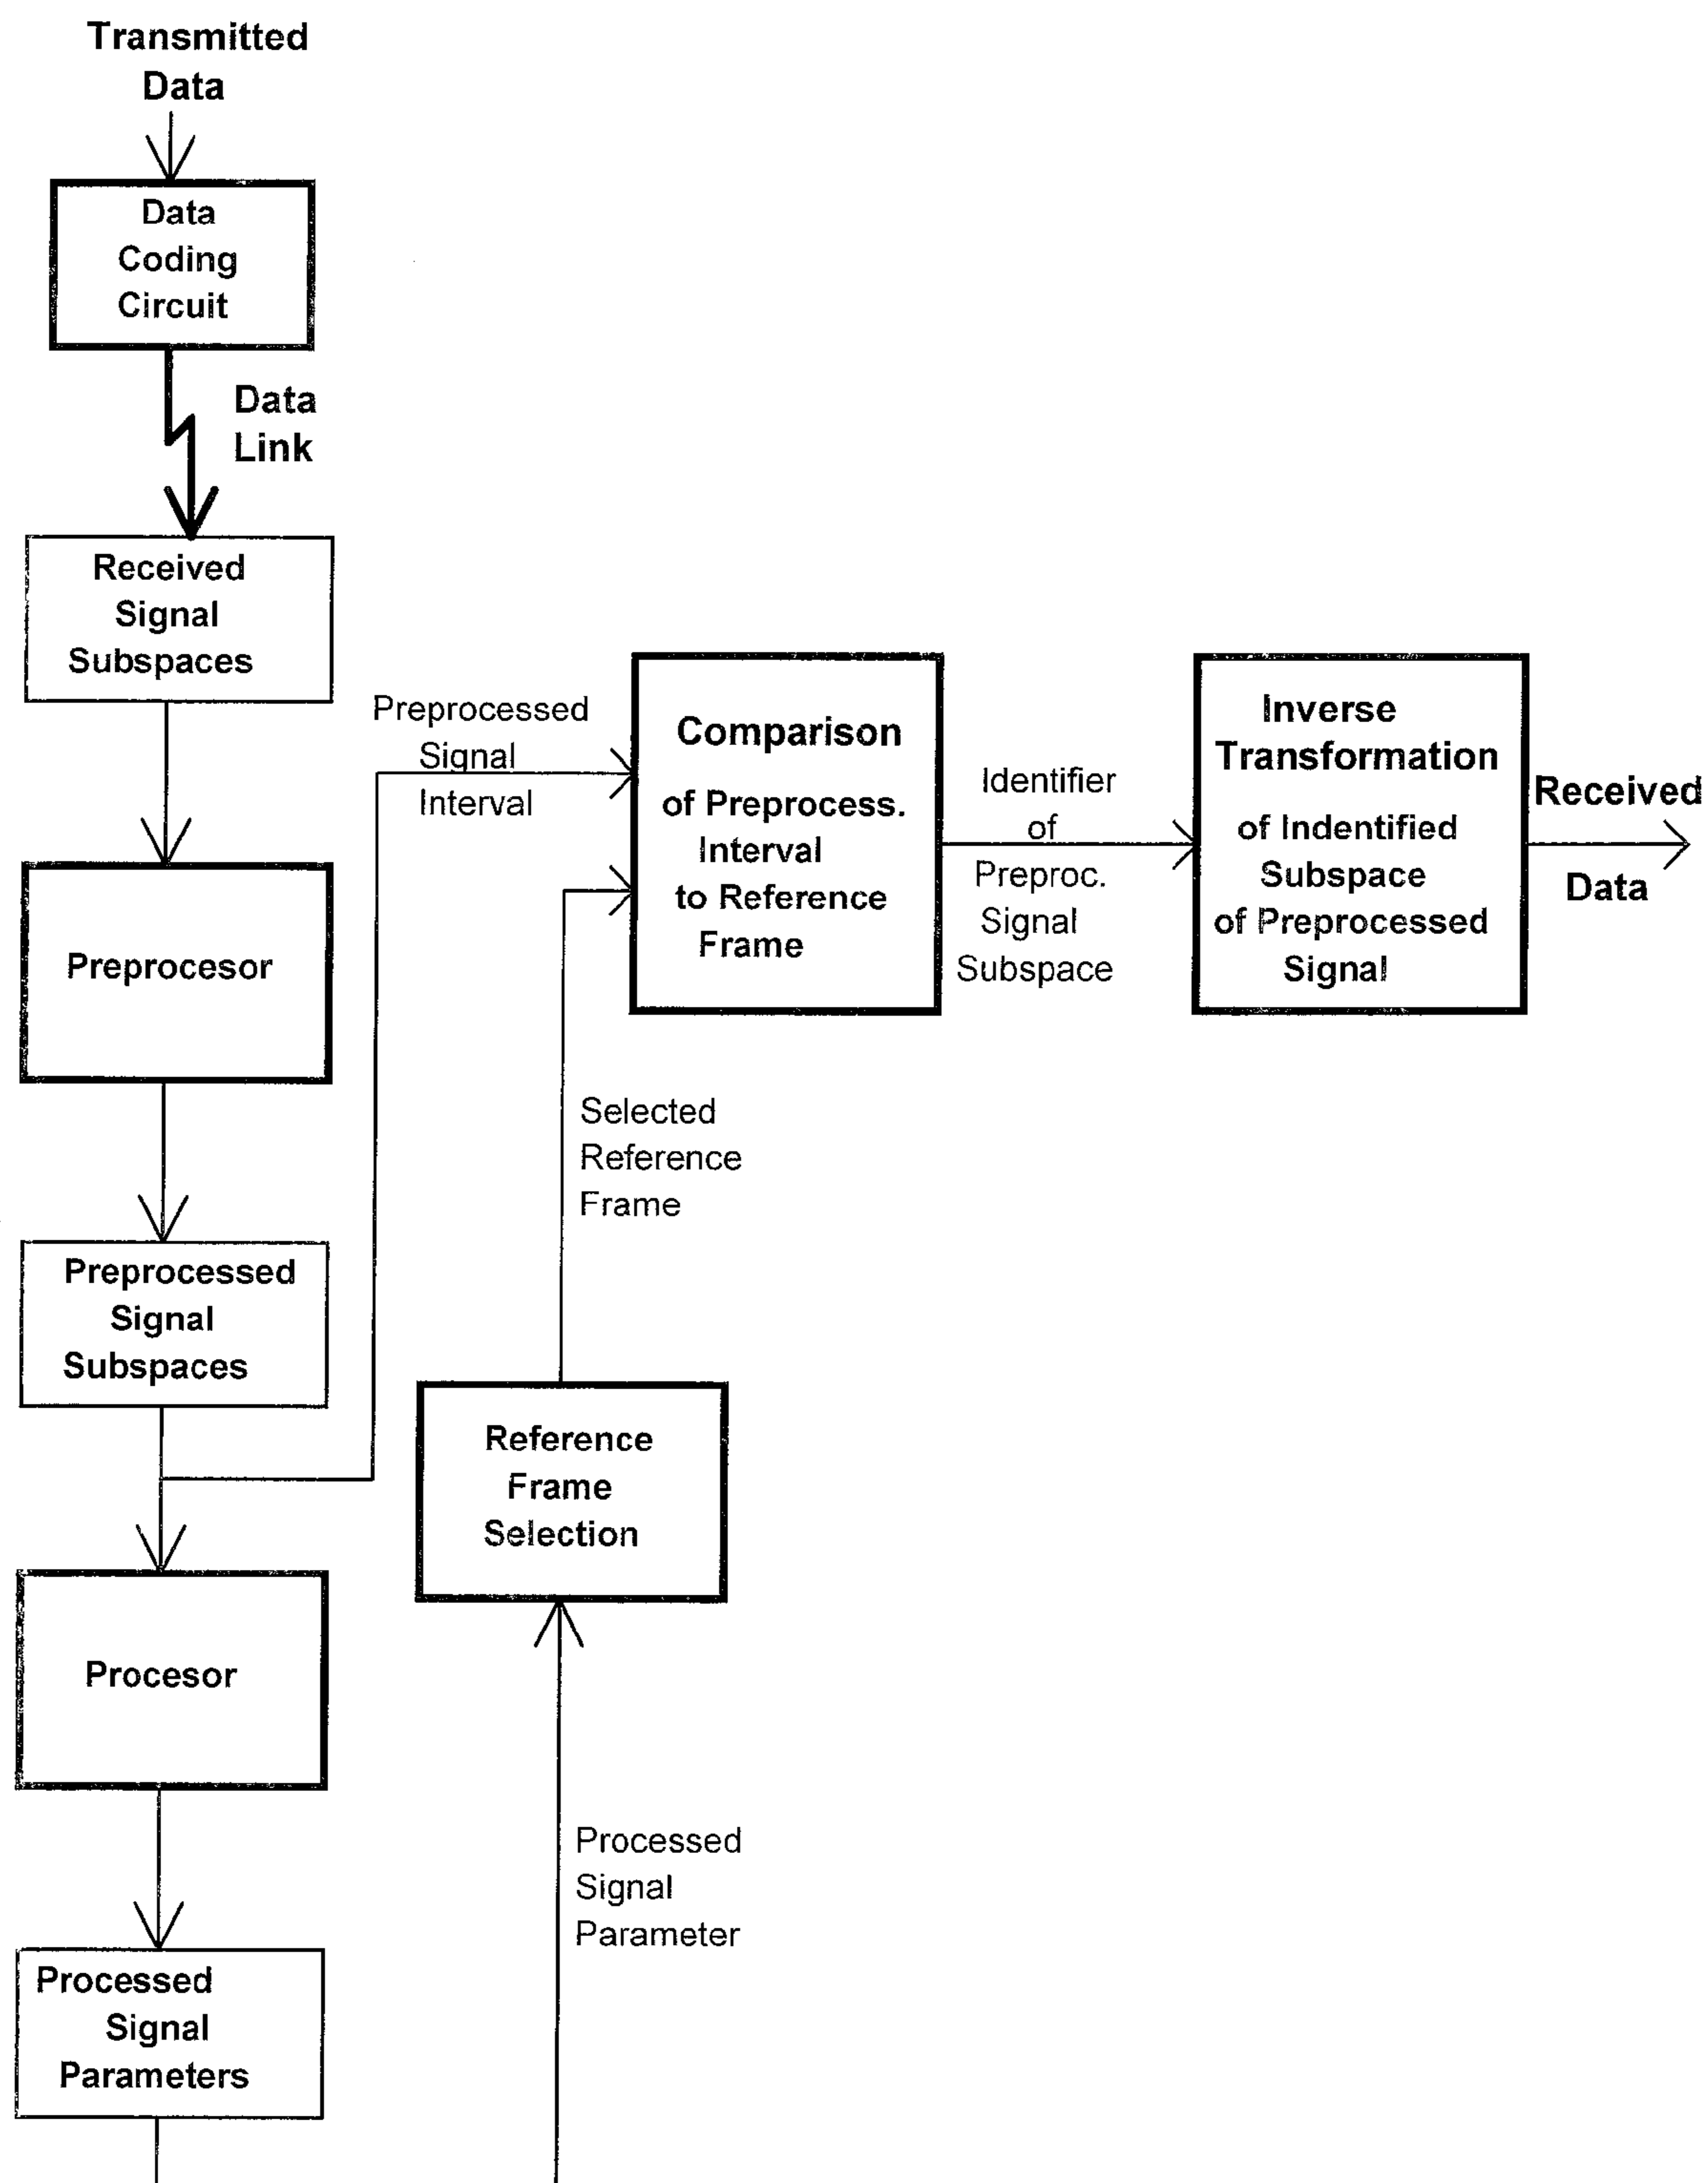 Transmitted
Data
Data
Coding
Circuit
Data
Link
Received
Signal
Subspaces
Preprocesor
Preprocessed
Signal
Subspaces
Procesor
Processed
Signal
Parameters
Preprocessed
Signal
Interval
Comparison
of Preprocess.
Interval
to Reference
Frame
Selected
Reference
Frame
Reference
Frame
Selection
Processed
Signal
Parameter
Identifier
of
Preproc.
Signal
Subspace
Inverse
Transformation
of Indentified
Subspace
of Preprocessed
Signal
Received
Data